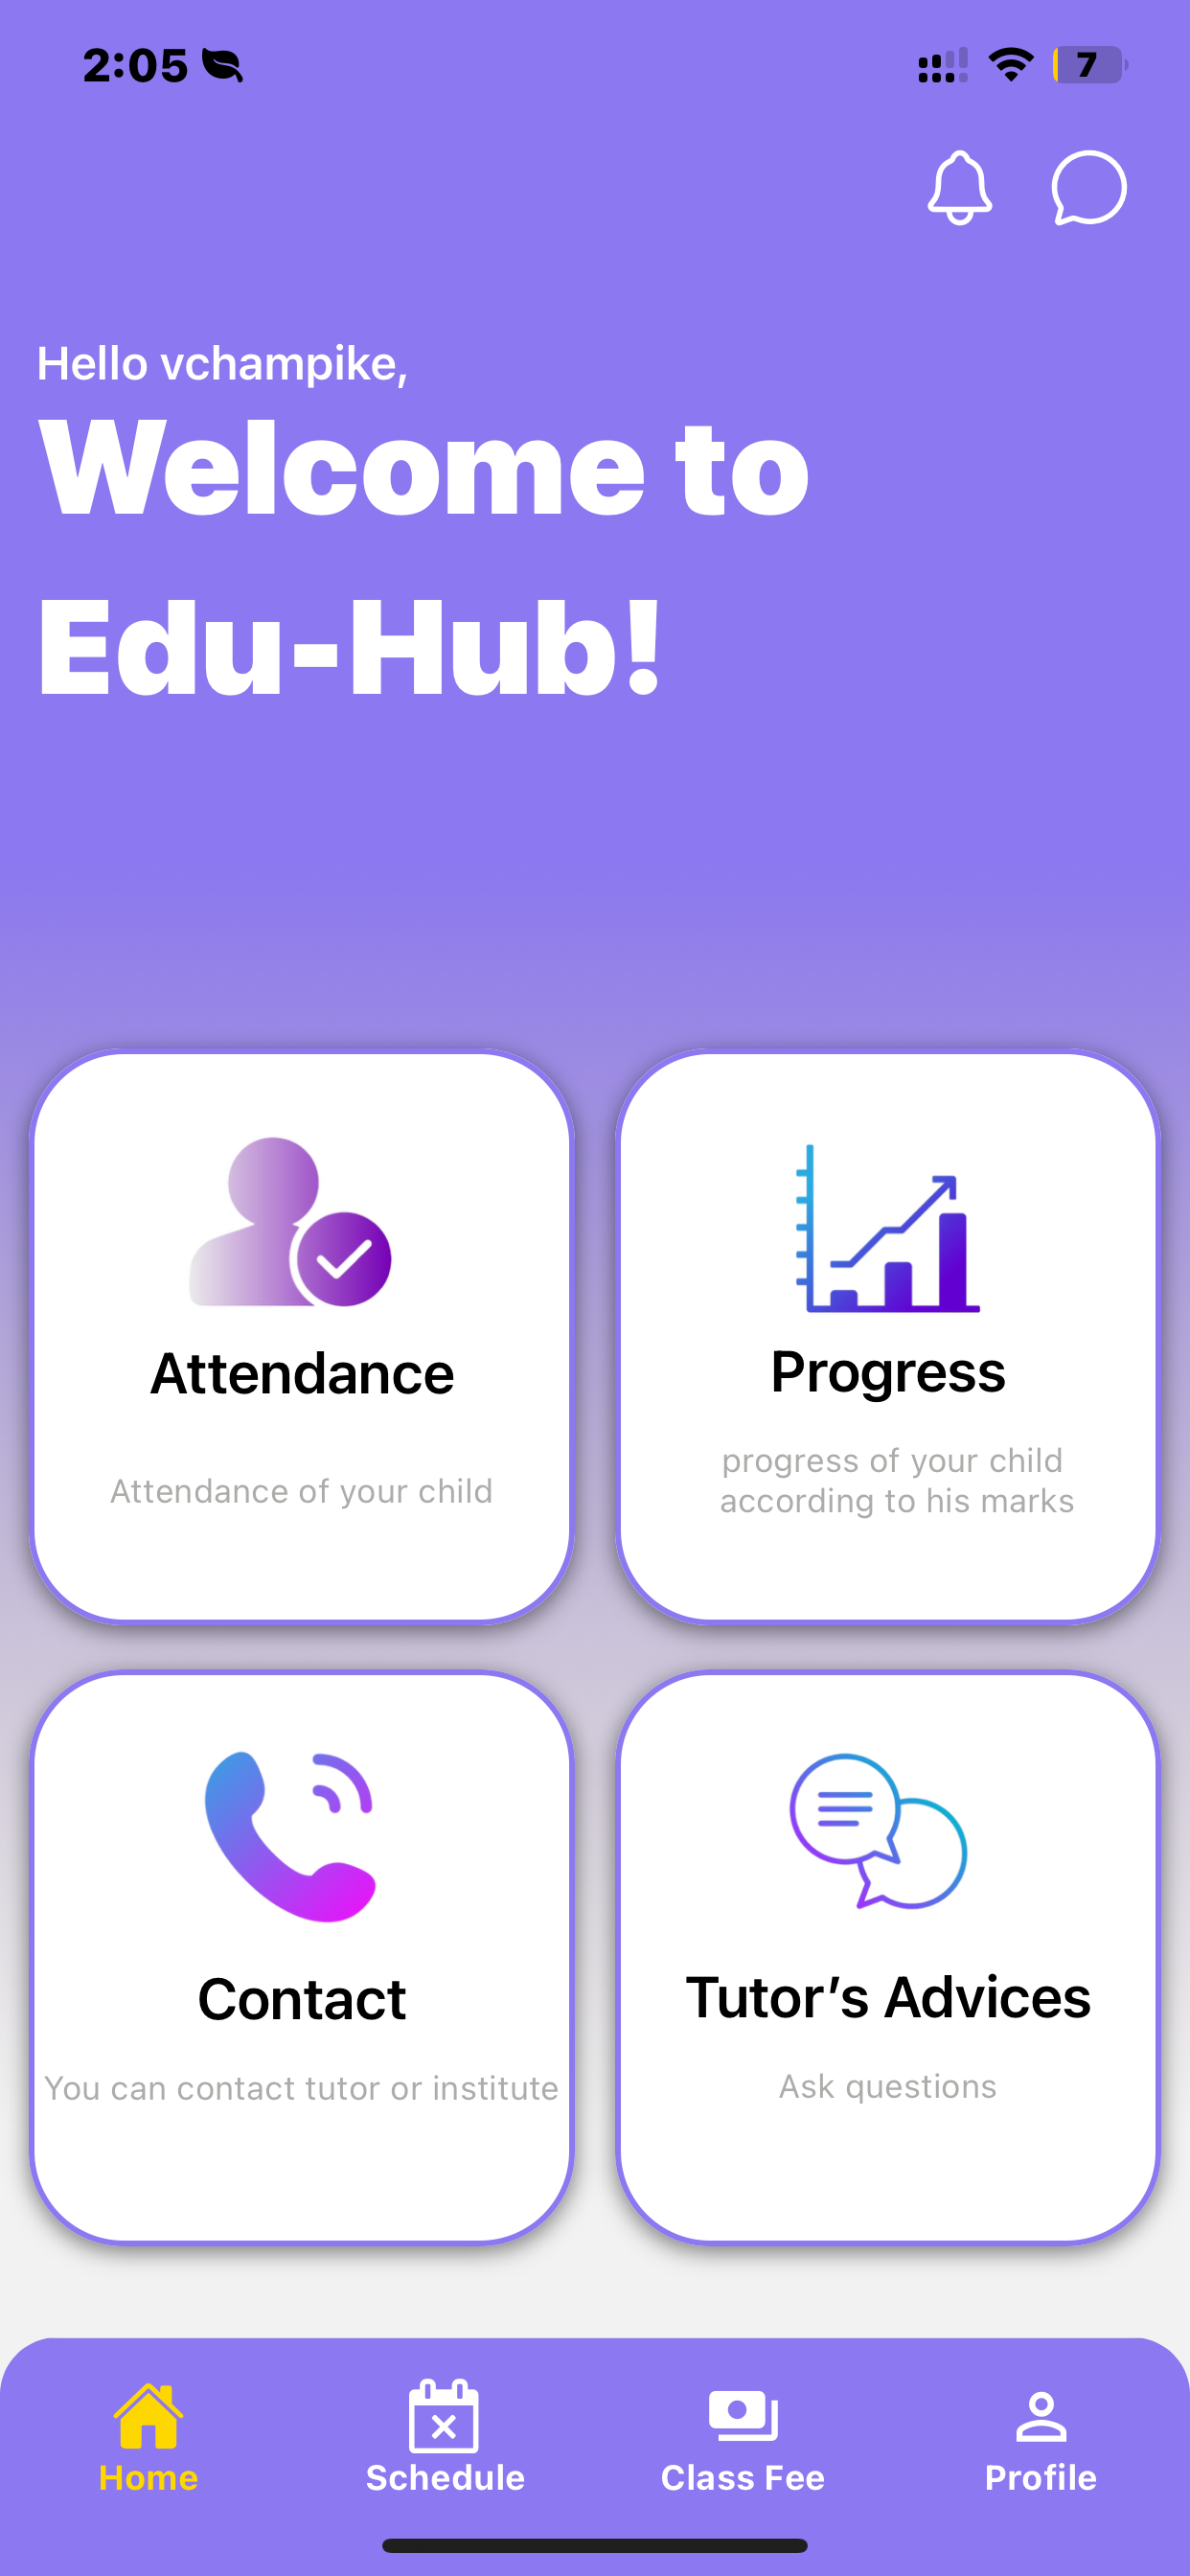 2:05
7
Hello vchampike,
Welcome to
Edu-Hub!
Attendance
Attendance of your child
Progress
progress of your child
according to his marks
Contact
You can contact tutor or institute
Tutor’s Advices
Ask questions
Home
Schedule
Class Fee
Profile